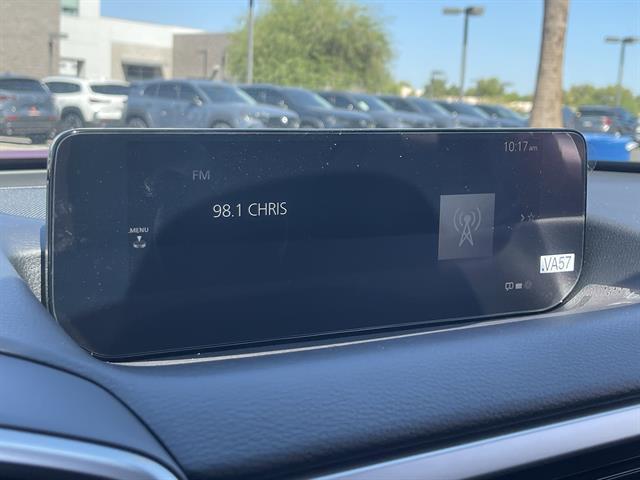 10:17 am
FM
98.1 CHRIS
MENU
.VA57